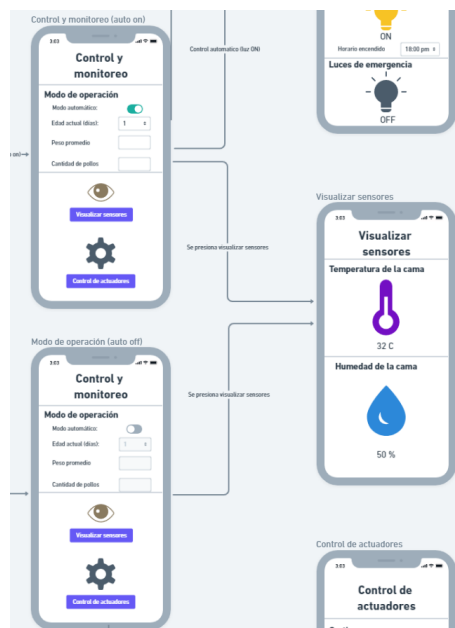 Control y monitoreo (auto on)
3:03
Control y
monitoreo
Modo de operación
Modo automático:
Edad actual (días):
1
Peso promedio
Cantidad de pollos
Visualizar sensores
Control de actuadores
on)
Control automatico (luz ON)
Se presiona visualizar sensores
Modo de operación (auto off)
3:03
Control y
monitoreo
Modo de operación
Modo automático:
Edad actual (días):
1
Peso promedio
Cantidad de pollos
Visualizar sensores
Control de actuadores
Se presiona visualizar sensores
ON
Horario encendido
18:00 pm
Luces de emergencia
OFF
Visualizar sensores
3:03
Visualizar
sensores
Temperatura de la cama
32 C
Humedad de la cama
50 %
Control de actuadores
3:03
Control de
actuadores